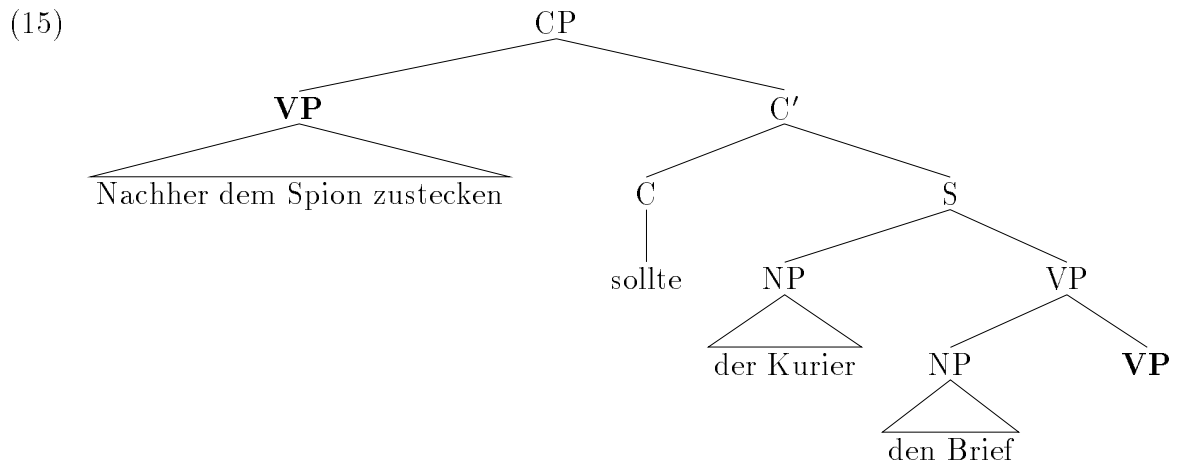 (15)
CP
VP C′
Nachher dem Spion zustecken C S
sollte NP VP
der Kurier NP VP
den Brief